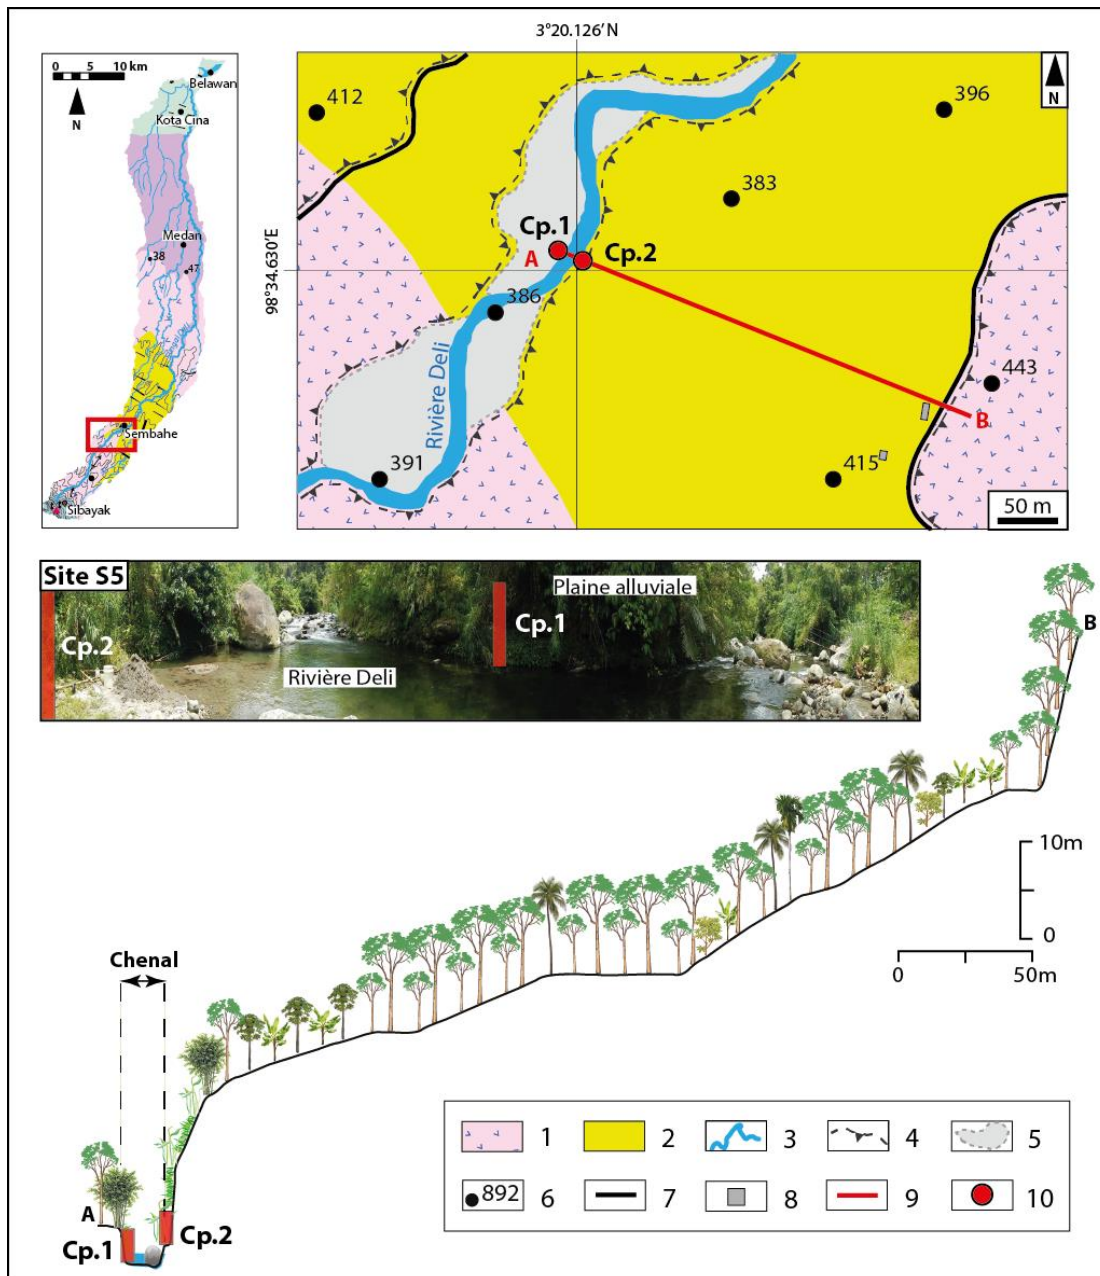 3°20.126’N
98°34.630’E
0 5 10 km
N
Belawan
Kota Cina
Medan
38
47
Sembahe
Sibayak
N
412
396
383
Cp.1
A
Cp.2
386
Rivière Deli
443
B
391
415
50 m
Site S5
Plaine alluviale
Cp.2
Cp.1
Rivière Deli
B
10m
0
0 50m
Chenal
A
Cp.1
Cp.2
1 2 3 4 5
892 6 7 8 9 10